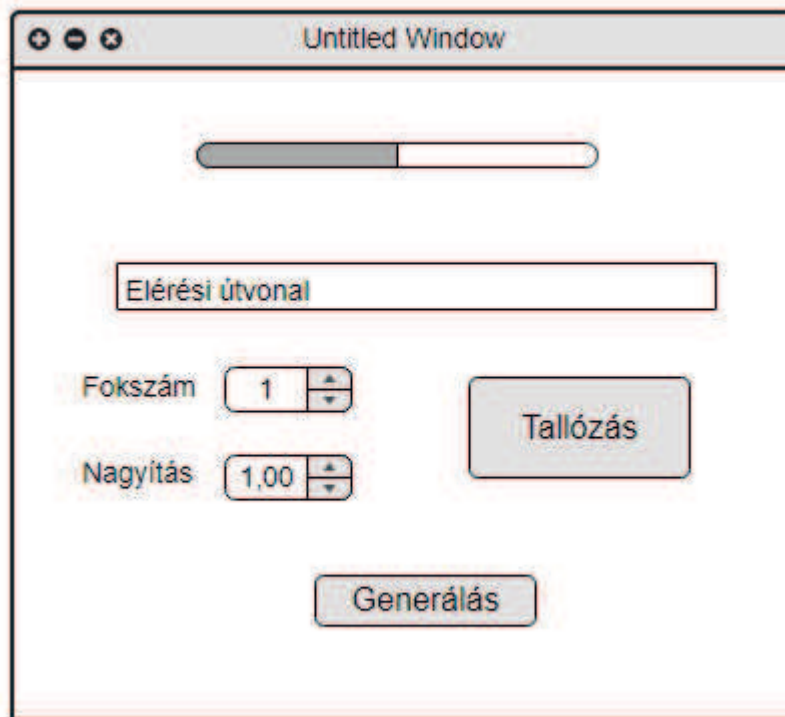 Untitled Window
Elérési útvonal
Fokszám 1
Tallózás
Nagyítás 1,00
Generálás